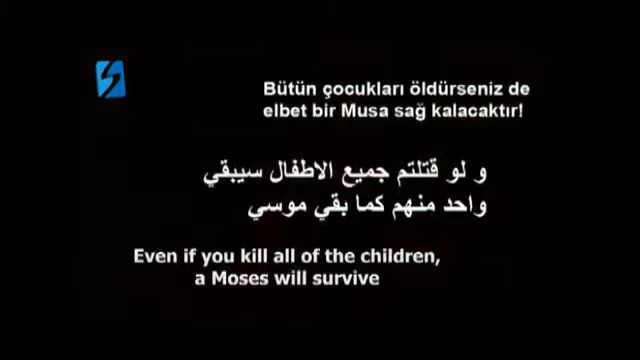 Bütün çocukları öldürseniz de
elbet bir Musa sağ kalacaktır!
و لو قتلتم جميع الاطفال سيبقي
واحد منهم كما بقي موسي
Even if you kill all of the children,
a Moses will survive